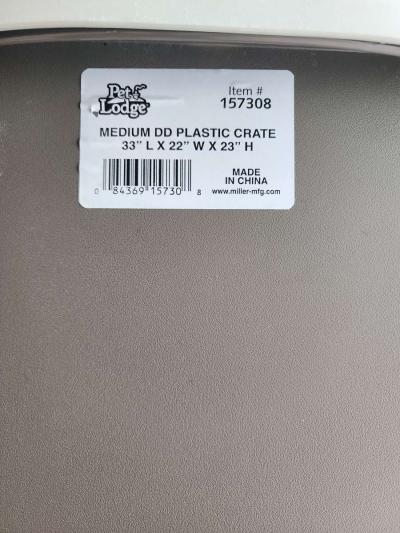 Pet
Lodge
Item #
157308
MEDIUM DD PLASTIC CRATE
33" L X 22" W X 23" H
0 84369 15730 8
MADE
IN CHINA
www.miller-mfg.com